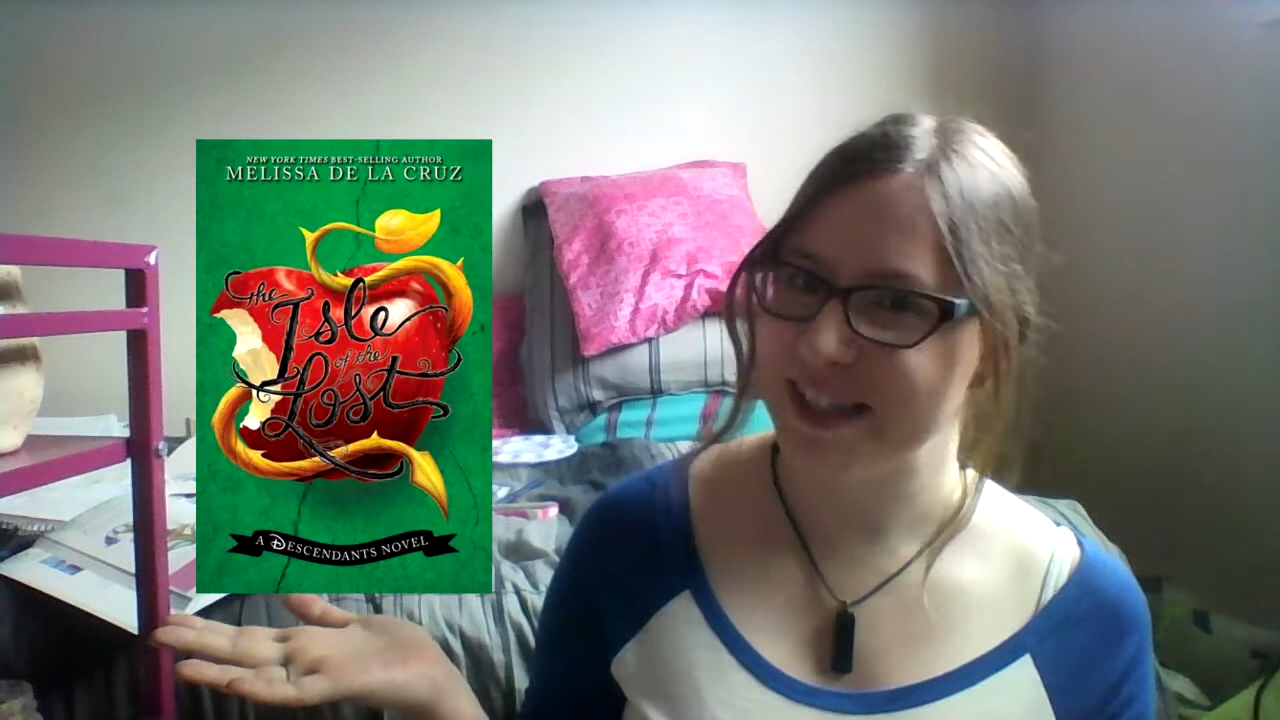 NEW YORK TIMES BEST-SELLING AUTHOR
MELISSA DE LA CRUZ
The
Isle
of the
Lost
A DESCENDANTS NOVEL